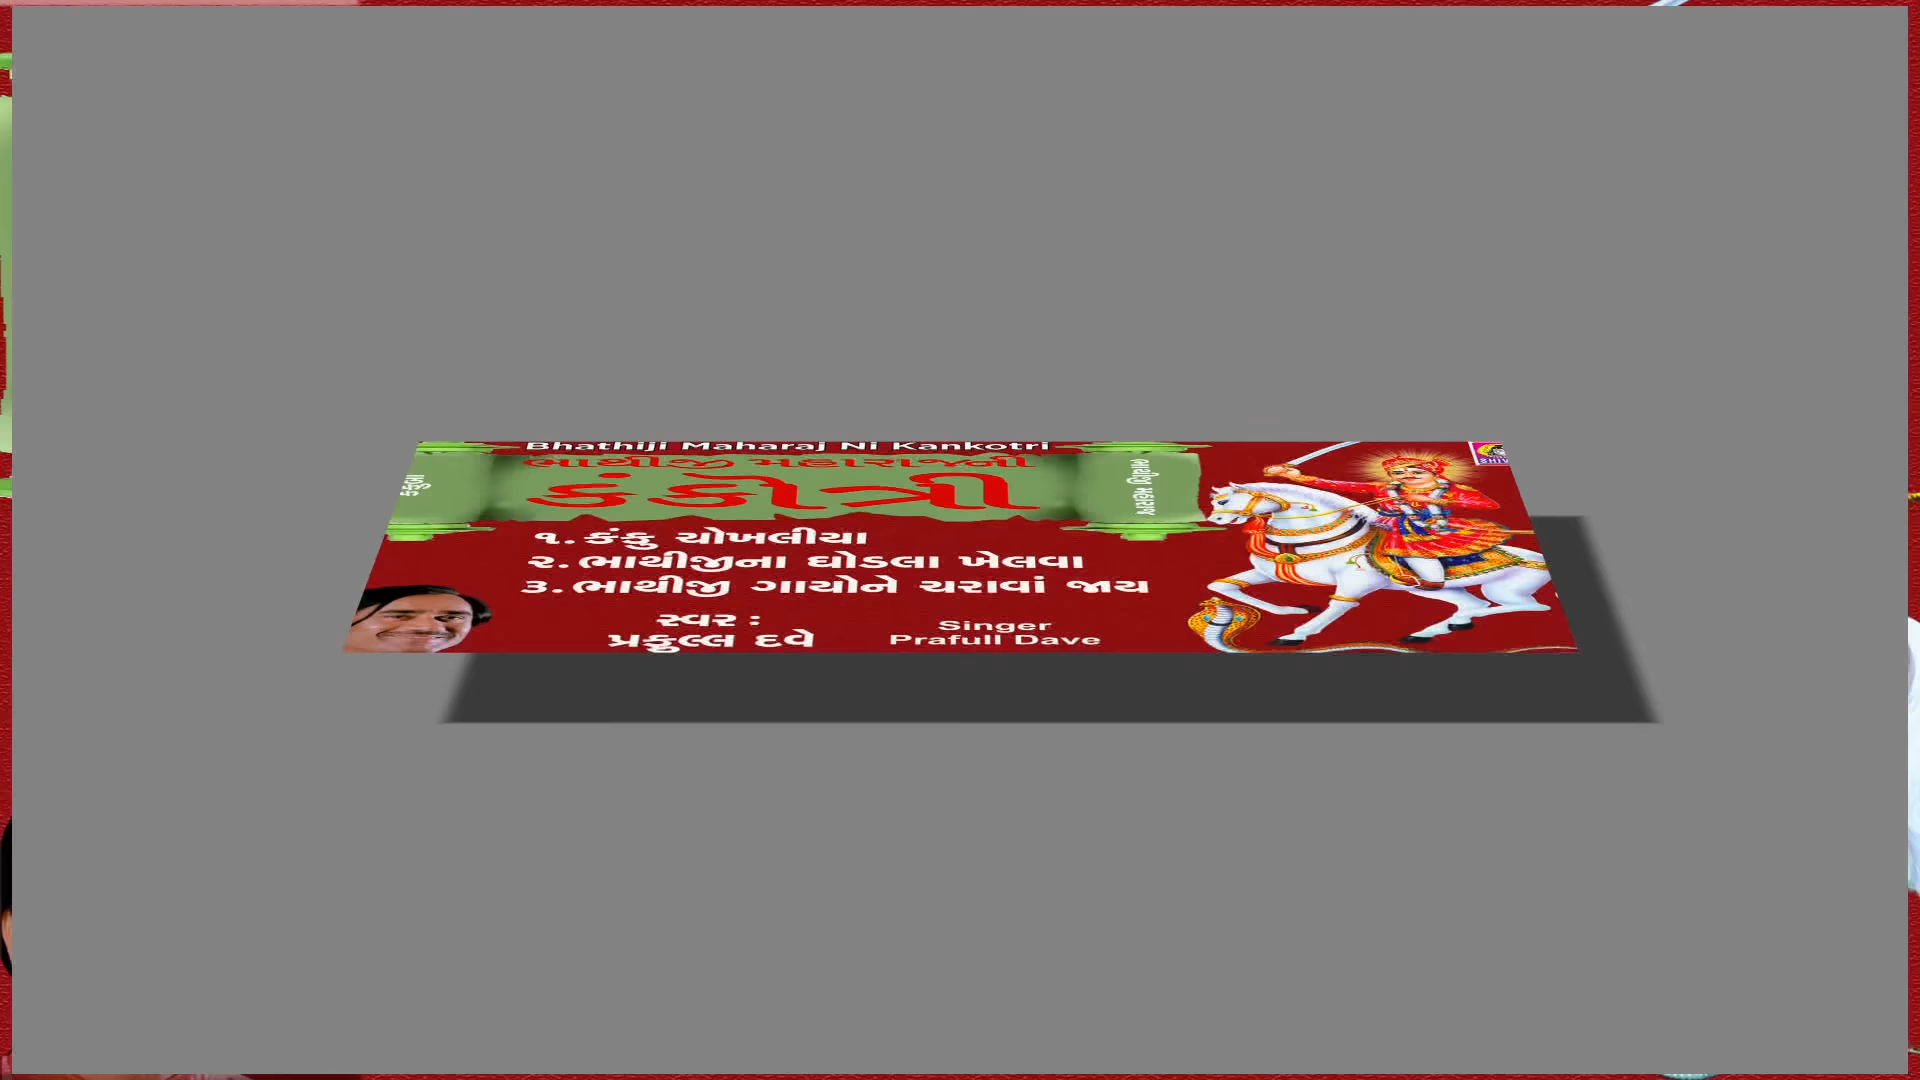 Bhathiji Maharaj Ni Kankotri
ભાથીજી મહારાજની
કંકોત્રી
૧. કંકુ ચોખલીયા
૨. ભાથીજીના ઘોડલા ખેલવા
૩. ભાથીજી ગાયોને ચરાવાં જાય
સ્વર :
પ્રફુલ્લ દવે
Singer
Prafull Dave
SHIV